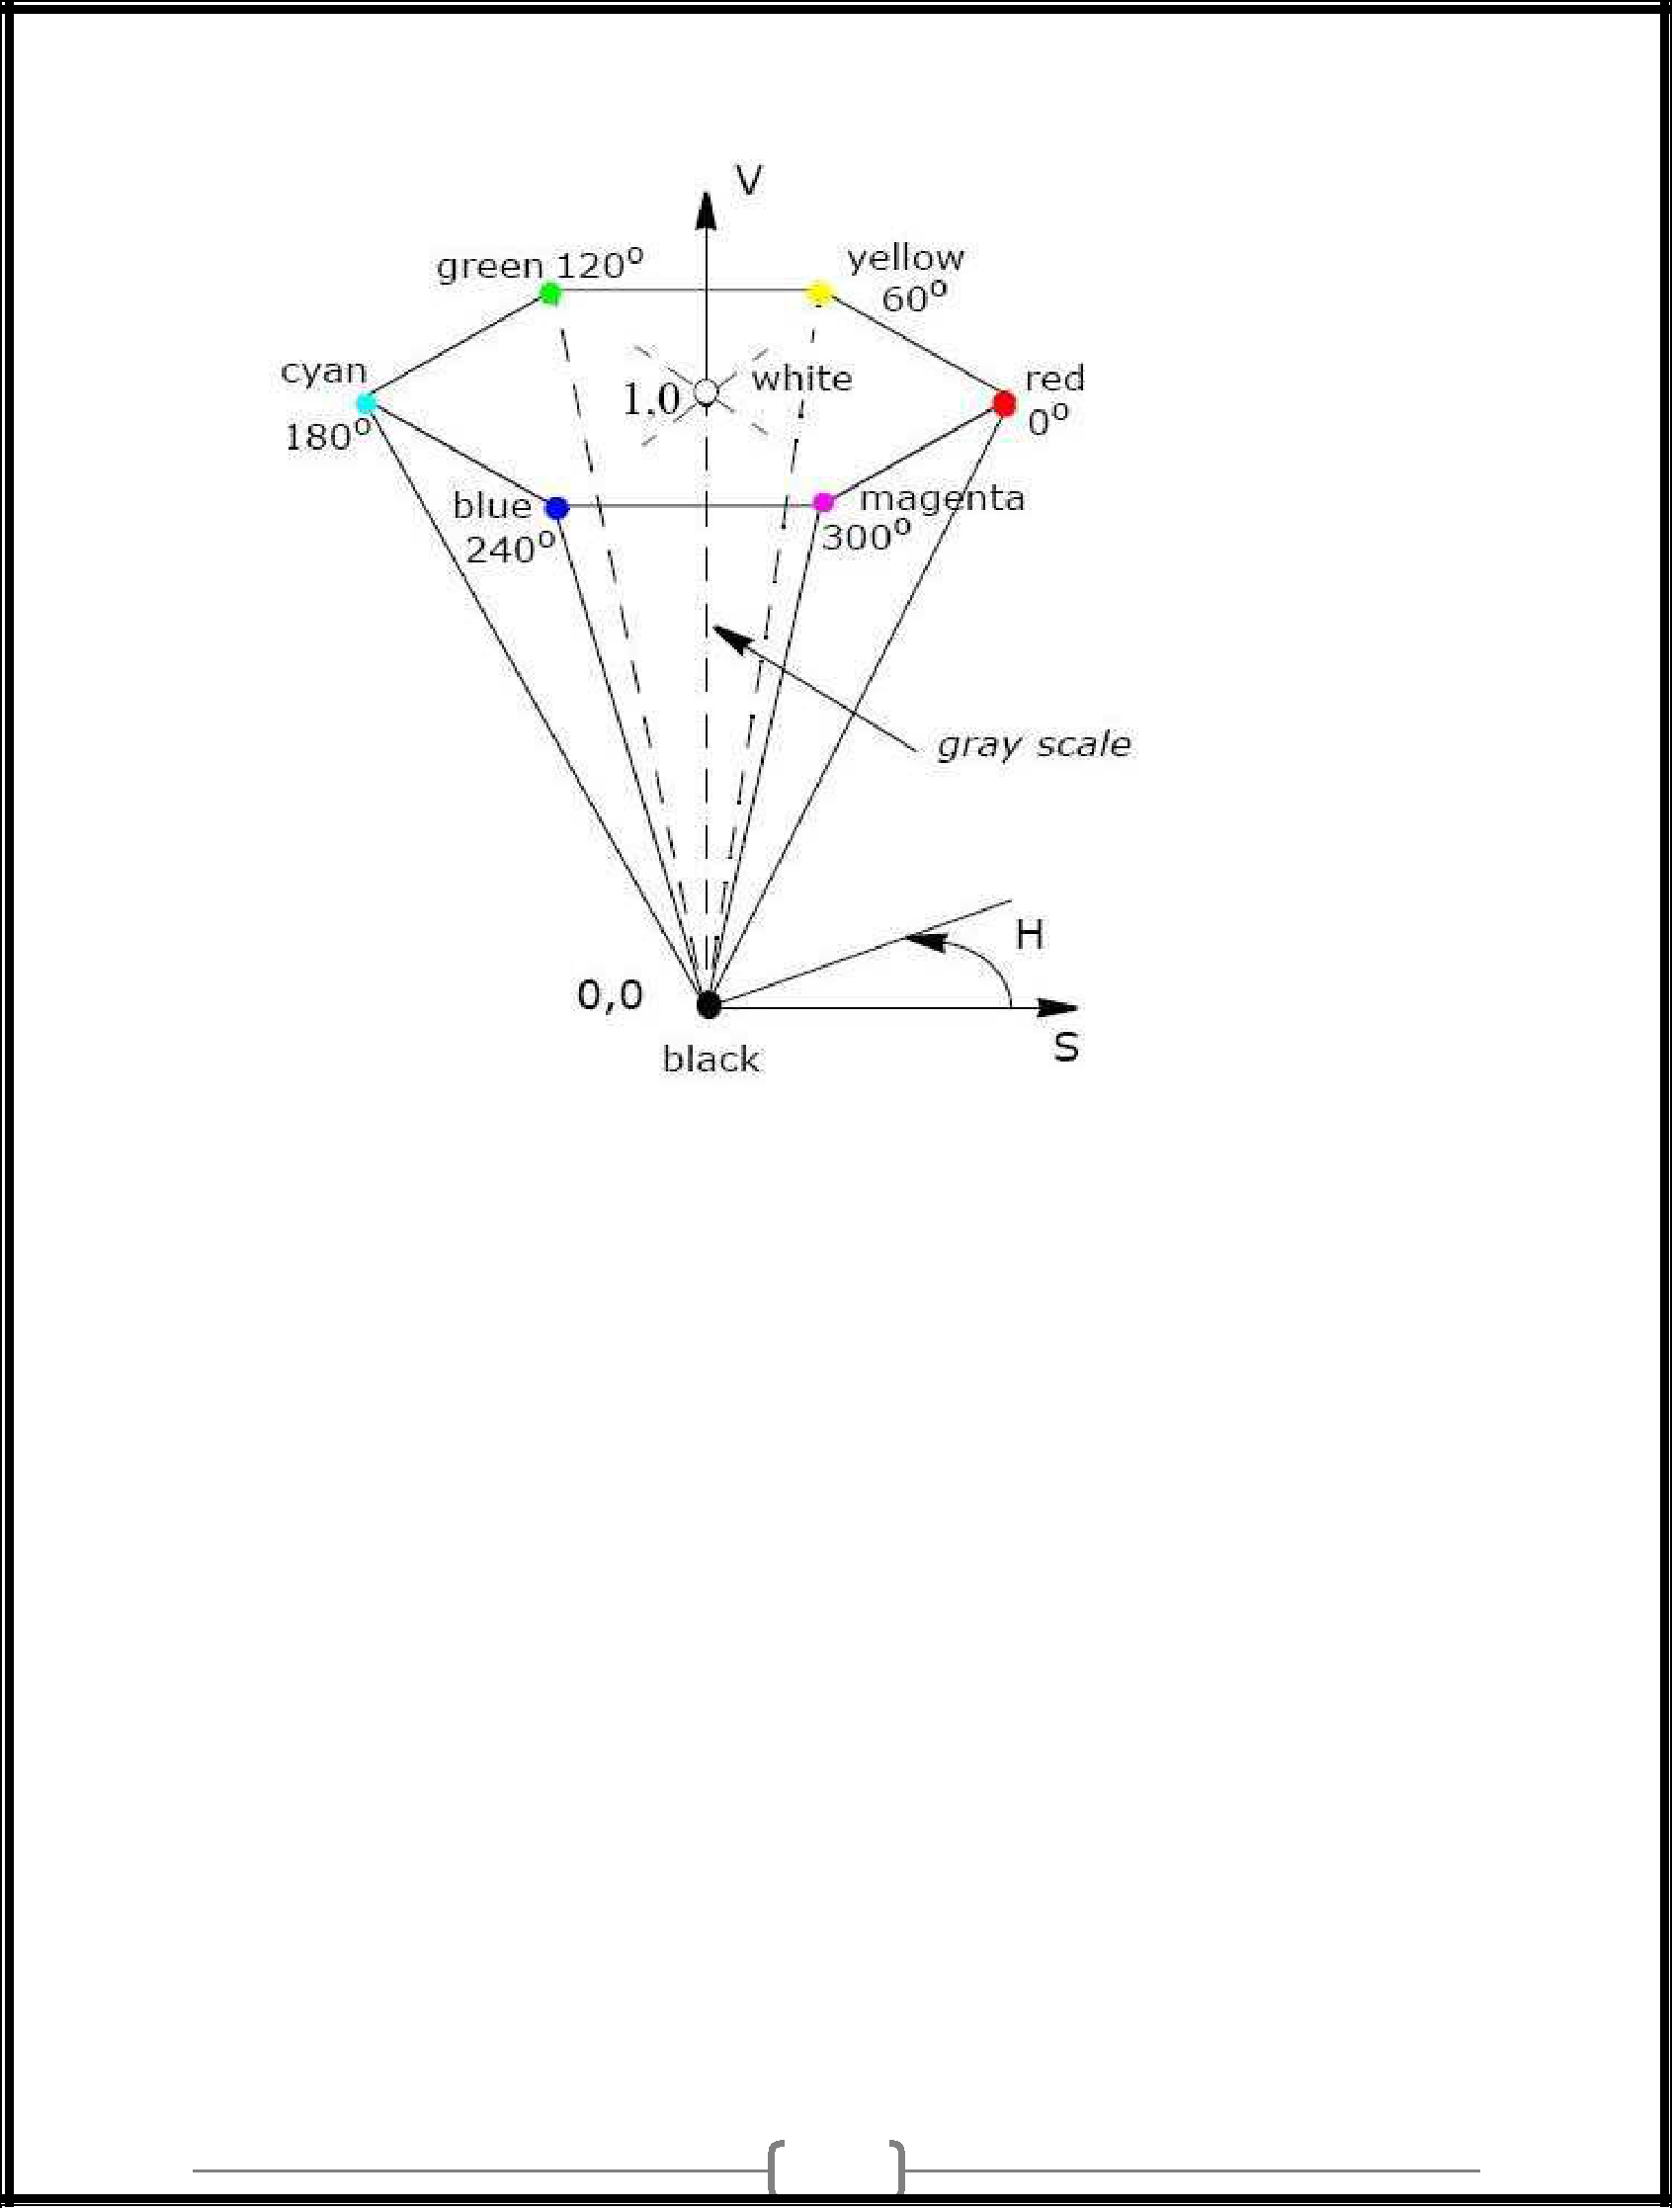 V
green 120°
yellow
60°
cyan
180°
1,0
white
red
0°
blue
240°
magenta
300°
gray scale
H
0,0
S
black